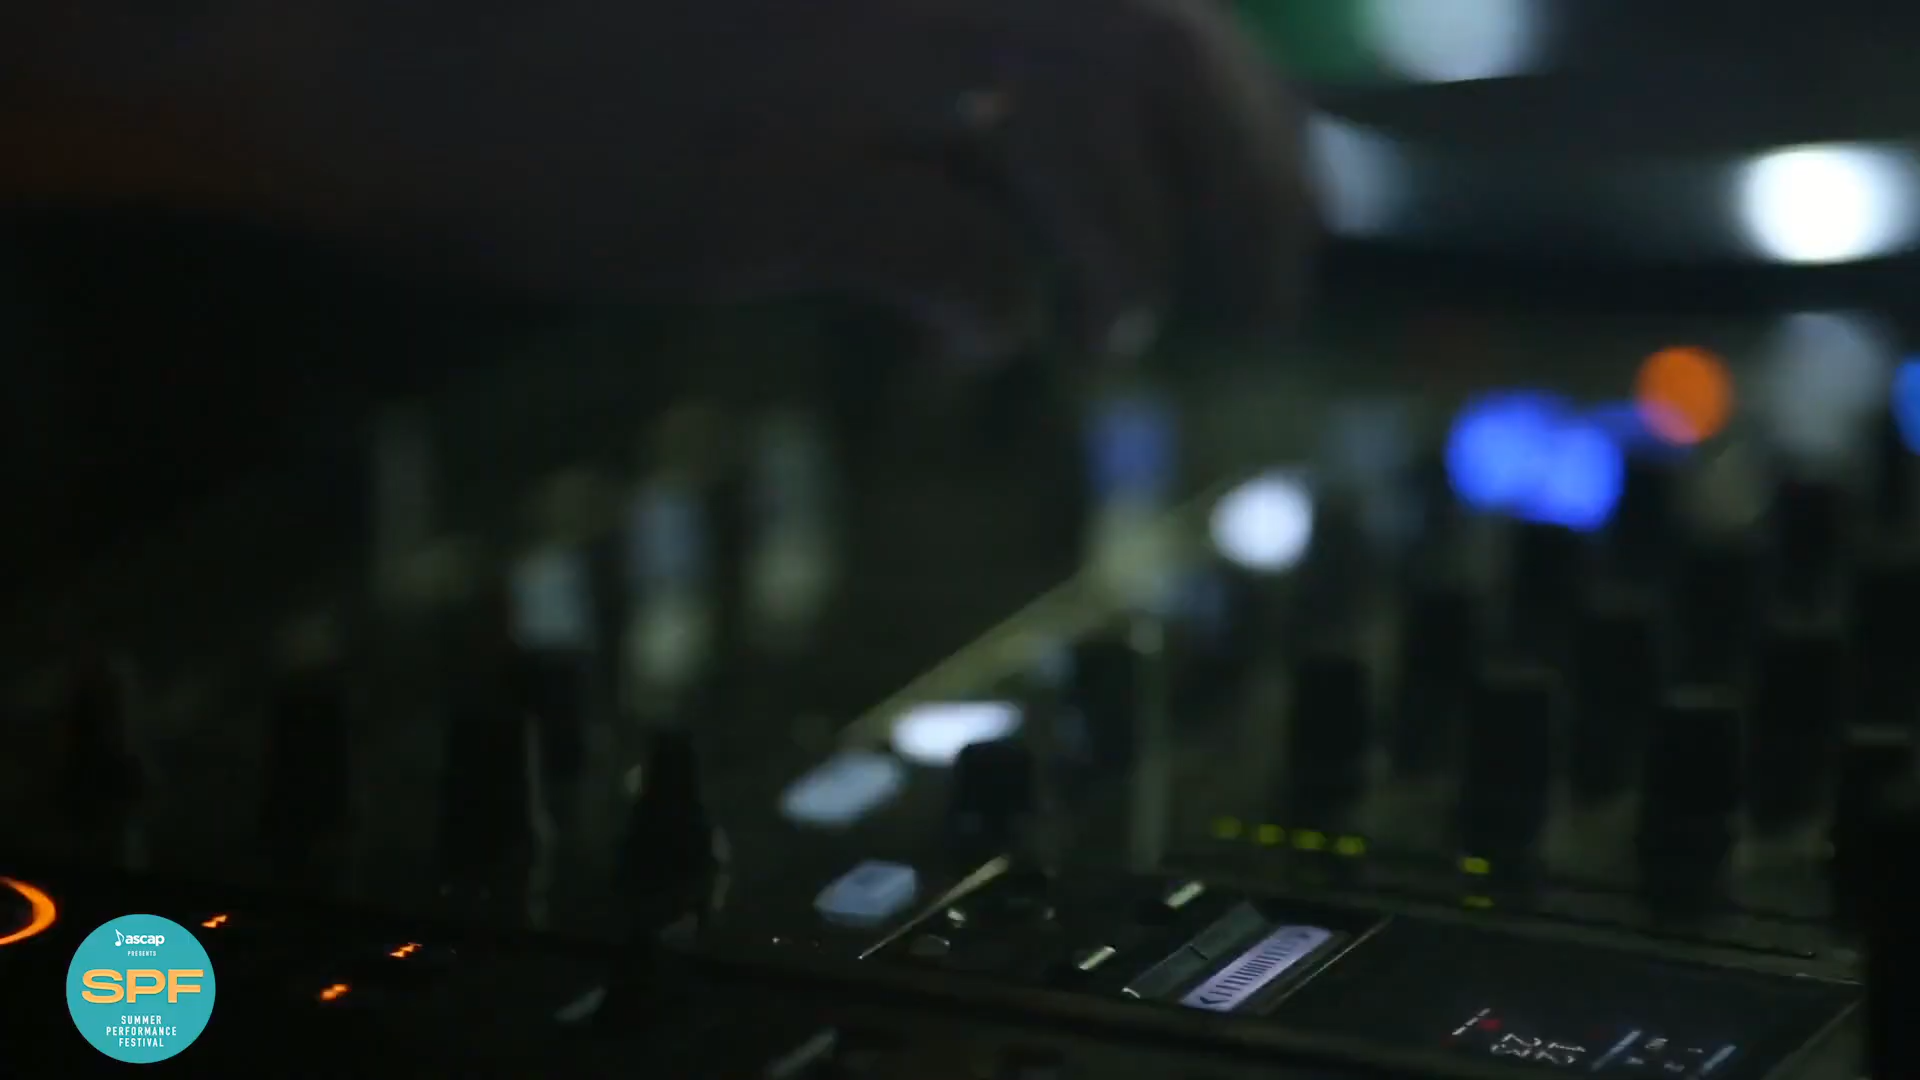 ascap
PRESENTS
SPF
SUMMER
PERFORMANCE
FESTIVAL